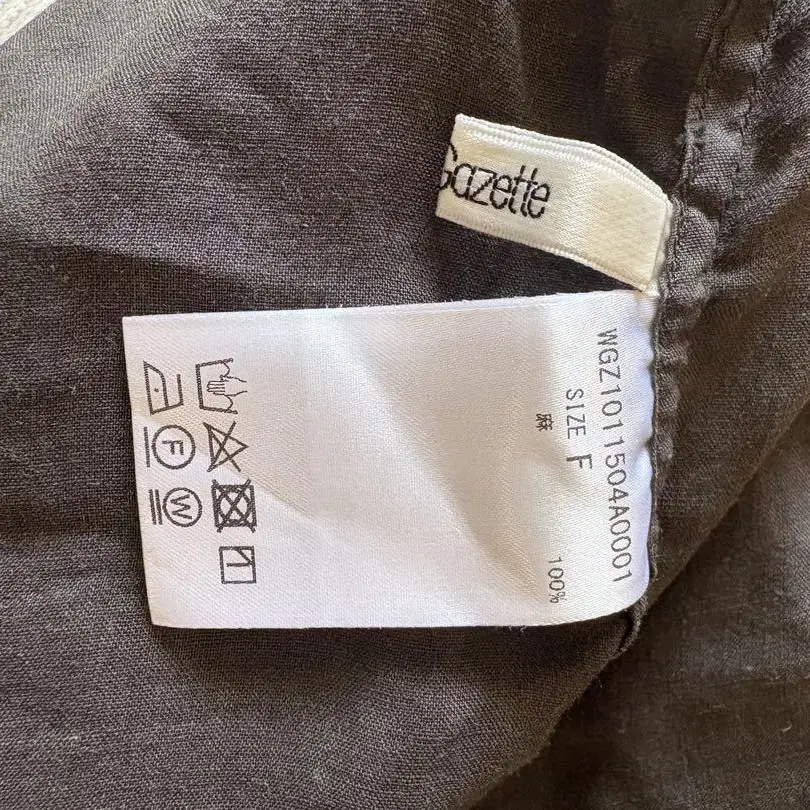 Gazette
WGZ1011504A0001
SIZE F
麻 100%
F
W